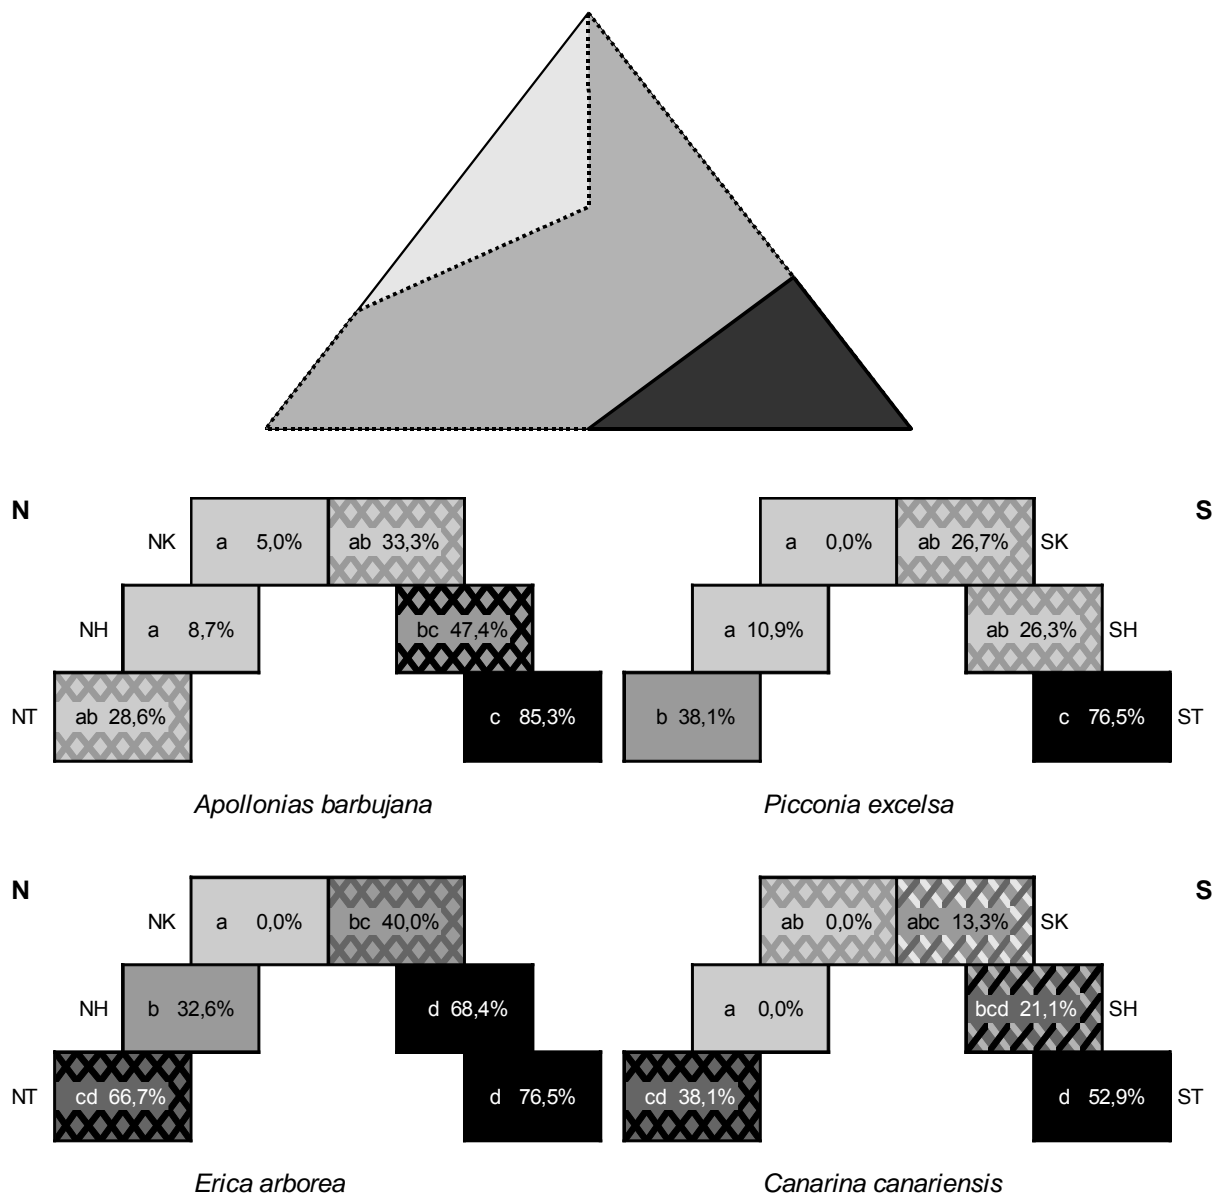 N S
NK a 5,0% ab 33,3% a 0,0% ab 26,7% SK
NH a 8,7% bc 47,4% a 10,9% ab 26,3% SH
NT ab 28,6% c 85,3% b 38,1% c 76,5% ST
Apollonias barbujana Picconia excelsa
N S
NK a 0,0% bc 40,0% ab 0,0% abc 13,3% SK
NH b 32,6% d 68,4% a 0,0% bcd 21,1% SH
NT cd 66,7% d 76,5% cd 38,1% d 52,9% ST
Erica arborea Canarina canariensis